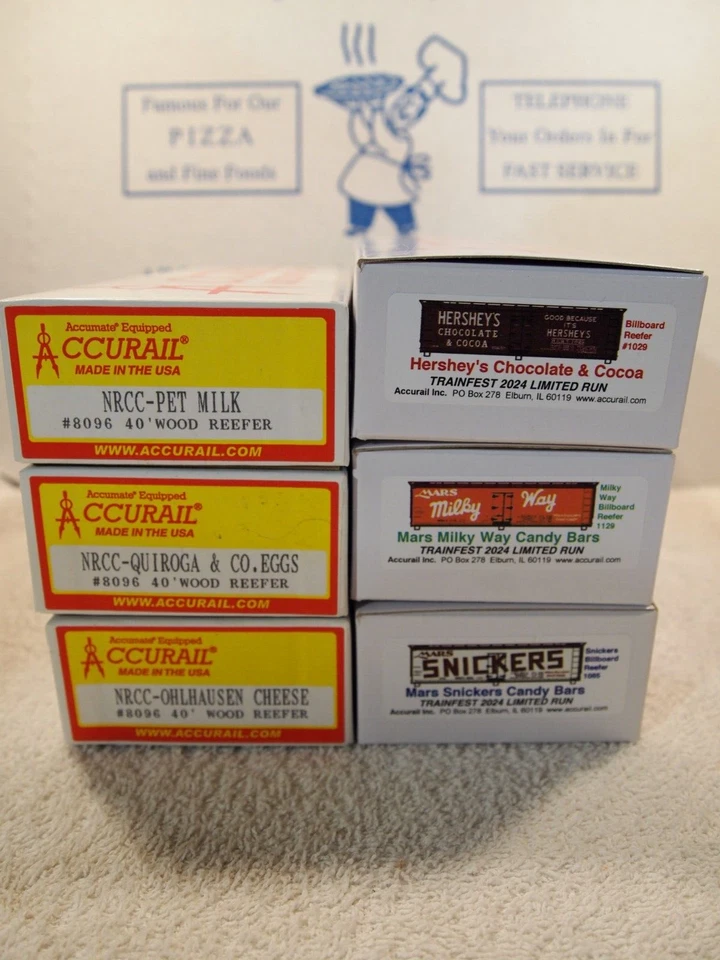 Famous For Our
PIZZA
and Fine Foods
TELEPHONE
Your Orders In For
FAST SERVICE
Accumate® Equipped
ACCURAIL®
MADE IN THE USA
NRCC-PET MILK
#8096 40'WOOD REEFER
WWW.ACCURAIL.COM
Accumate® Equipped
ACCURAIL®
MADE IN THE USA
NRCC-QUIROGA & CO.EGGS
#8096 40'WOOD REEFER
WWW.ACCURAIL.COM
Accumate® Equipped
ACCURAIL®
MADE IN THE USA
NRCC-OHLHAUSEN CHEESE
#8096 40' WOOD REEFER
WWW.ACCURAIL.COM
HERSHEY'S
CHOCOLATE
& COCOA
GOOD BECAUSE
IT'S
HERSHEYS
Billboard
Reefer
#1029
Hershey's Chocolate & Cocoa
TRAINFEST 2024 LIMITED RUN
Accurail Inc. PO Box 278 Elburn, IL 60119 www.accurail.com
MARS
Milky Way
Milky
Way
Billboard
Reefer
1129
Mars Milky Way Candy Bars
TRAINFEST 2024 LIMITED RUN
Accurail Inc. PO Box 278 Elburn, IL 60119 www.accurail.com
MARS
SNICKERS
Snickers
Billboard
Reefer
1085
Mars Snickers Candy Bars
TRAINFEST 2024 LIMITED RUN
Accurail Inc. PO Box 278 Elburn, IL 60119 www.accurail.com